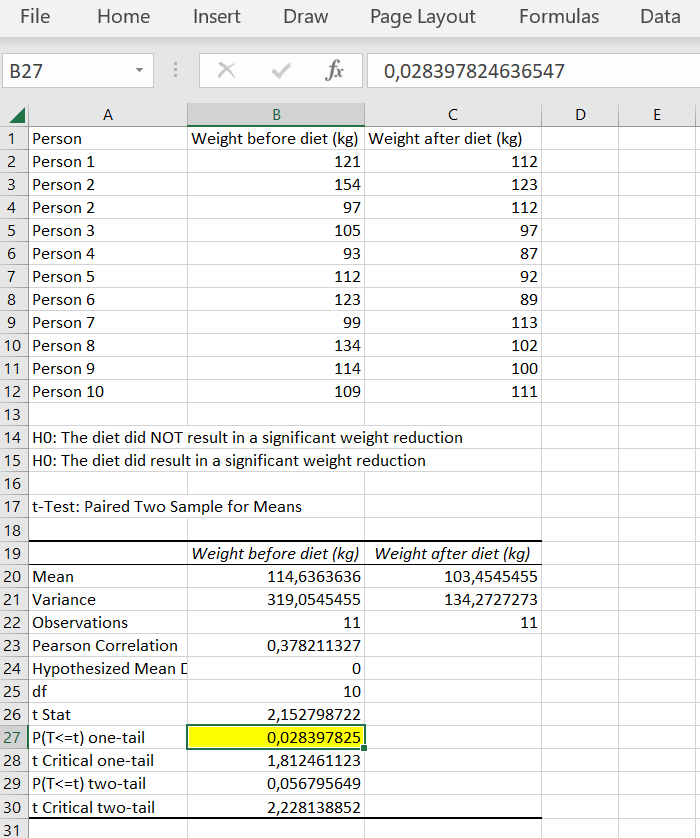 File Home Insert Draw Page Layout Formulas Data
B27 fx 0,028397824636547
A B C D E
1 Person Weight before diet (kg) Weight after diet (kg)
2 Person 1 121 112
3 Person 2 154 123
4 Person 2 97 112
5 Person 3 105 97
6 Person 4 93 87
7 Person 5 112 92
8 Person 6 123 89
9 Person 7 99 113
10 Person 8 134 102
11 Person 9 114 100
12 Person 10 109 111
13
14 H0: The diet did NOT result in a significant weight reduction
15 H0: The diet did result in a significant weight reduction
16
17 t-Test: Paired Two Sample for Means
18
19 Weight before diet (kg) Weight after diet (kg)
20 Mean 114,6363636 103,4545455
21 Variance 319,0545455 134,2727273
22 Observations 11 11
23 Pearson Correlation 0,378211327
24 Hypothesized Mean D 0
25 df 10
26 t Stat 2,152798722
27 P(T<=t) one-tail 0,028397825
28 t Critical one-tail 1,812461123
29 P(T<=t) two-tail 0,056795649
30 t Critical two-tail 2,228138852
31